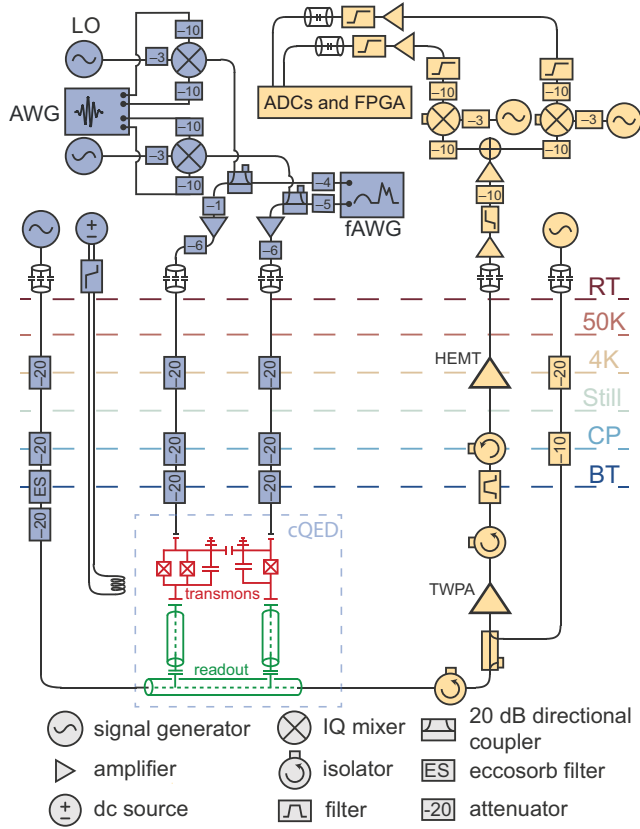 LO
–10
–3
AWG
–10
–10
–3
–10
–10
–10
ADCs and FPGA
–10
–3
–10
–3
–10
–10
–4
–1
–5
fAWG
–6
–6
–10
RT
50K
HEMT
4K
–20
–20
–20
–20
Still
CP
–20
–20
–20
–10
BT
ES
–20
–20
–20
cQED
transmons
TWPA
readout
signal generator
IQ mixer
20 dB directional
coupler
amplifier
isolator
ES
eccosorb filter
dc source
filter
-20
attenuator